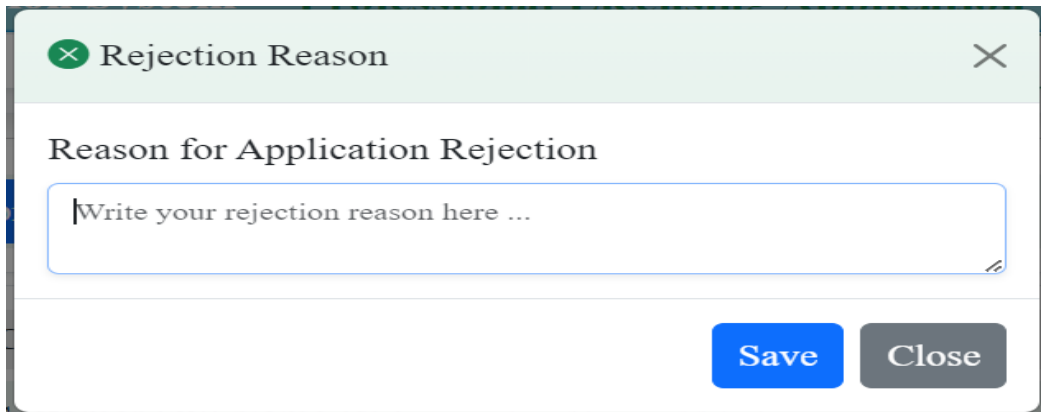 Rejection Reason
Reason for Application Rejection
Write your rejection reason here ...
Save Close